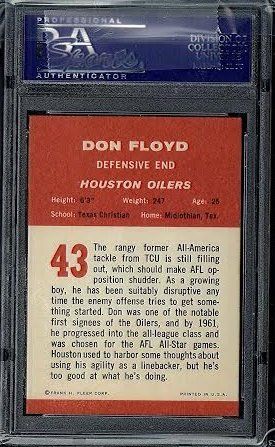 PROFESSIONAL
PSA
Sports
AUTHENTICATOR
DIVISION OF
COLLECTORS
UNIVERSE
DON FLOYD
DEFENSIVE END
HOUSTON OILERS
Height: 6'3" Weight: 247 Age: 25
School: Texas Christian Home: Midlothian, Tex.
43
The rangy former All-America
tackle from TCU is still filling
out, which should make AFL op-
position shudder. As a growing
boy, he has been suitably disruptive any
time the enemy offense tries to get some-
thing started. Don was one of the notable
first signees of the Oilers, and by 1961,
he progressed into the all-league class and
was chosen for the AFL All-Star games.
Houston used to harbor some thoughts about
using his agility as a linebacker, but he's
good at what he's doing.
© FRANK H. FLEER CORP.
PRINTED IN U.S.A.